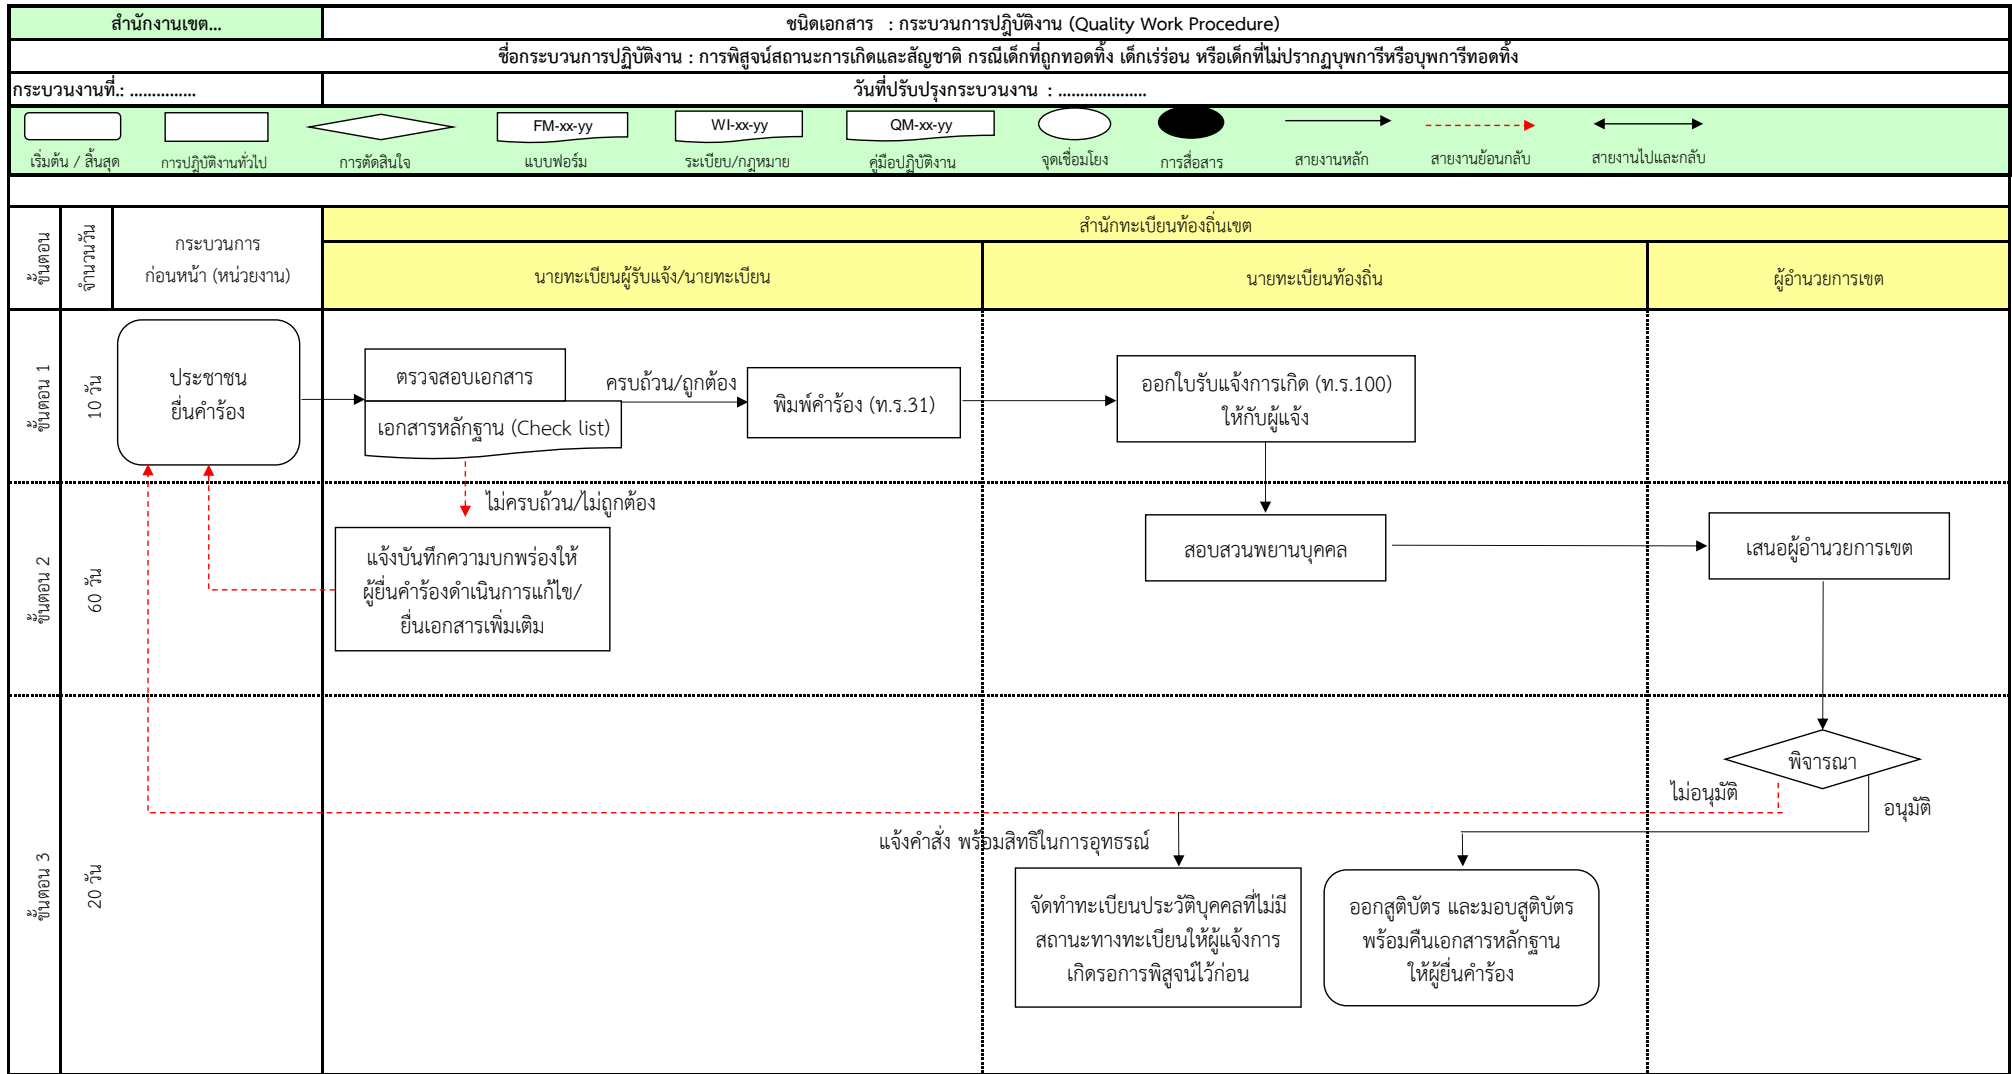 สำนักงานเขต...
ชนิดเอกสาร : กระบวนการปฎิบัติงาน (Quality Work Procedure)
ชื่อกระบวนการปฏิบัติงาน : การพิสูจน์สถานะการเกิดและสัญชาติ กรณีเด็กที่ถูกทอดทิ้ง เด็กเร่ร่อน หรือเด็กที่ไม่ปรากฏบุพการีหรือบุพการีทอดทิ้ง
กระบวนงานที่.: ...............
วันที่ปรับปรุงกระบวนงาน : ....................
FM-xx-yy
WI-xx-yy
QM-xx-yy
เริ่มต้น / สิ้นสุด
การปฏิบัติงานทั่วไป
การตัดสินใจ
แบบฟอร์ม
ระเบียบ/กฎหมาย
คู่มือปฏิบัติงาน
จุดเชื่อมโยง
การสื่อสาร
สายงานหลัก
สายงานย้อนกลับ
สายงานไปและกลับ
ขั้นตอน
จำนวนวัน
กระบวนการ
ก่อนหน้า (หน่วยงาน)
สำนักทะเบียนท้องถิ่นเขต
นายทะเบียนผู้รับแจ้ง/นายทะเบียน
นายทะเบียนท้องถิ่น
ผู้อำนวยการเขต
ขั้นตอน 1
10 วัน
ประชาชน
ยื่นคำร้อง
ตรวจสอบเอกสาร
เอกสารหลักฐาน (Check list)
ครบถ้วน/ถูกต้อง
พิมพ์คำร้อง (ท.ร.31)
ออกใบรับแจ้งการเกิด (ท.ร.100)
ให้กับผู้แจ้ง
ไม่ครบถ้วน/ไม่ถูกต้อง
ขั้นตอน 2
60 วัน
แจ้งบันทึกความบกพร่องให้
ผู้ยื่นคำร้องดำเนินการแก้ไข/
ยื่นเอกสารเพิ่มเติม
สอบสวนพยานบุคคล
เสนอผู้อำนวยการเขต
ขั้นตอน 3
20 วัน
พิจารณา
ไม่อนุมัติ
อนุมัติ
แจ้งคำสั่ง พร้อมสิทธิในการอุทธรณ์
จัดทำทะเบียนประวัติบุคคลที่ไม่มี
สถานะทางทะเบียนให้ผู้แจ้งการ
เกิดรอการพิสูจน์ไว้ก่อน
ออกสูติบัตร และมอบสูติบัตร
พร้อมคืนเอกสารหลักฐาน
ให้ผู้ยื่นคำร้อง